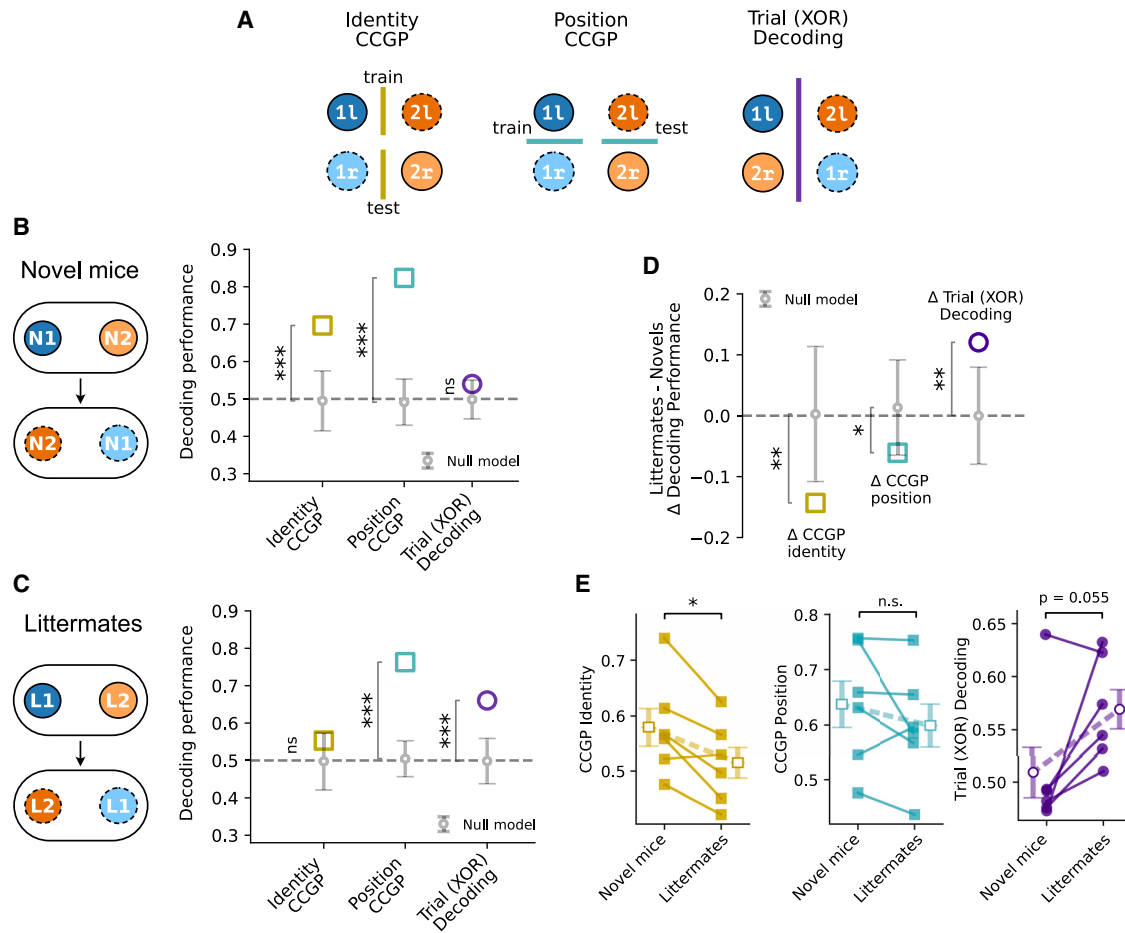 A
Identity
CCGP
Position
CCGP
Trial (XOR)
Decoding
train
1l
2l
1r
2r
test
train
1l
2l
test
1r
2r
1l
2l
2r
1r
B
Novel mice
N1
N2
N2
N1
Decoding performance
0.9
0.8
0.7
0.6
0.5
0.4
0.3
***
***
ns
Null model
Identity
CCGP
Position
CCGP
Trial (XOR)
Decoding
C
Littermates
L1
L2
L2
L1
Decoding performance
0.9
0.8
0.7
0.6
0.5
0.4
0.3
ns
***
***
Null model
Identity
CCGP
Position
CCGP
Trial (XOR)
Decoding
D
Littermates - Novels
Δ Decoding Performance
0.2
0.1
0.0
−0.1
−0.2
Null model
Δ Trial (XOR)
Decoding
**
*
**
Δ CCGP
position
Δ CCGP
identity
E
CCGP Identity
0.7
0.6
0.5
*
Novel mice
Littermates
CCGP Position
0.8
0.7
0.6
0.5
n.s.
Novel mice
Littermates
Trial (XOR) Decoding
0.65
0.60
0.55
0.50
p = 0.055
Novel mice
Littermates